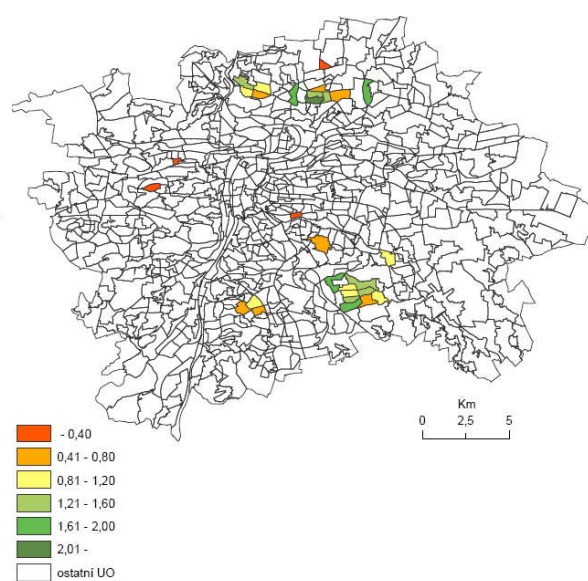 Km
0 2,5 5
- 0,40
0,41 - 0,80
0,81 - 1,20
1,21 - 1,60
1,61 - 2,00
2,01 -
ostatní UO